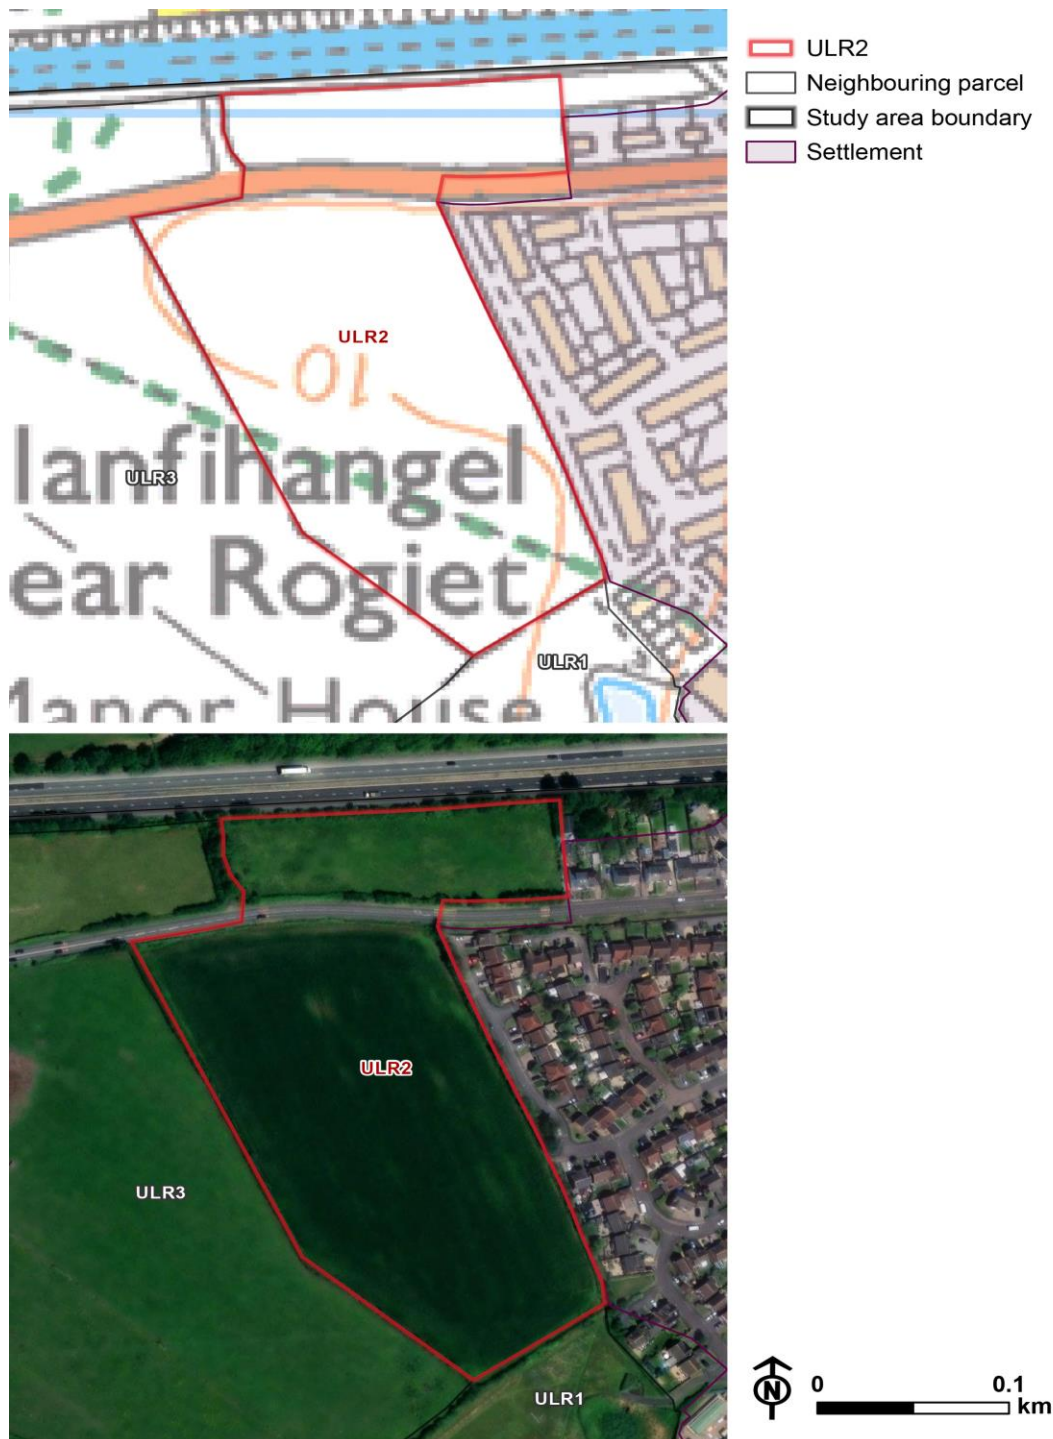 ULR2
Neighbouring parcel
Study area boundary
Settlement
ULR2
10
lanfihangel
ULR3
ear Rogiet
ULR1
Manor House
ULR2
ULR3
ULR1
N
0 0.1
km